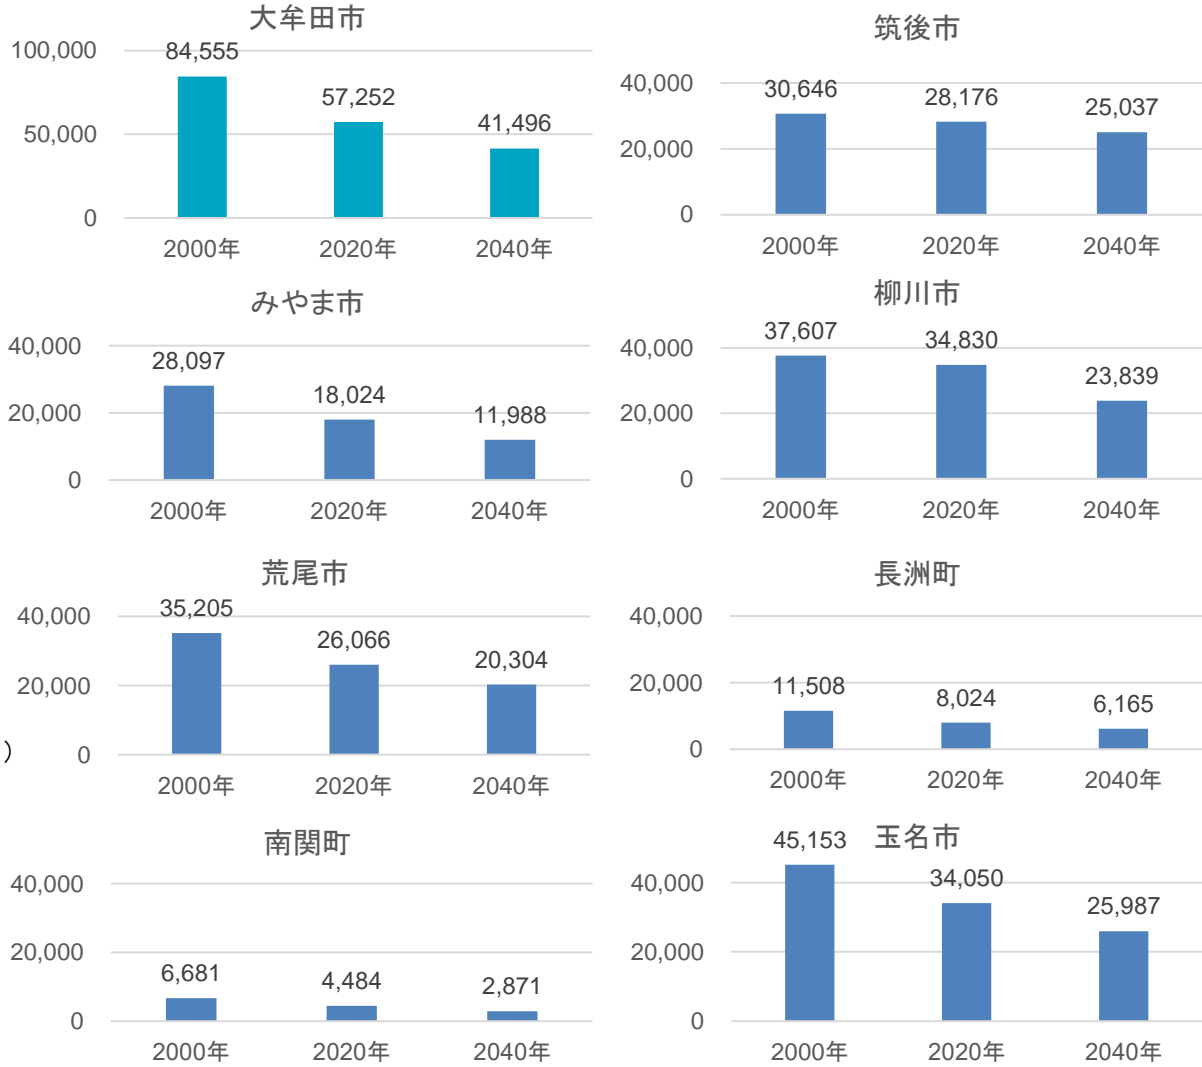 大牟田市
100,000
50,000
0
84,555
57,252
41,496
2000年
2020年
2040年
筑後市
40,000
20,000
0
30,646
28,176
25,037
2000年
2020年
2040年
みやま市
40,000
20,000
0
28,097
18,024
11,988
2000年
2020年
2040年
柳川市
40,000
20,000
0
37,607
34,830
23,839
2000年
2020年
2040年
荒尾市
40,000
20,000
0
35,205
26,066
20,304
2000年
2020年
2040年
）
長洲町
40,000
20,000
0
11,508
8,024
6,165
2000年
2020年
2040年
南関町
40,000
20,000
0
6,681
4,484
2,871
2000年
2020年
2040年
玉名市
40,000
20,000
0
45,153
34,050
25,987
2000年
2020年
2040年